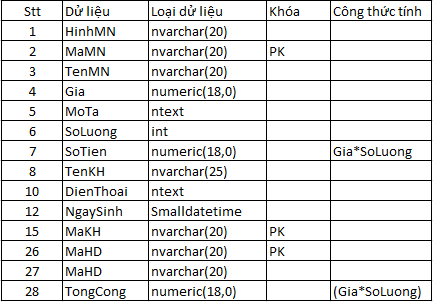 Stt Dử liệu Loại dử liệu Khóa Công thức tính
1 HinhMN nvarchar(20)
2 MaMN nvarchar(20) PK
3 TenMN nvarchar(20)
4 Gia numeric(18,0)
5 MoTa ntext
6 SoLuong int
7 SoTien numeric(18,0) Gia*SoLuong
8 TenKH nvarchar(25)
10 DienThoai ntext
12 NgaySinh Smalldatetime
15 MaKH nvarchar(20) PK
26 MaHD nvarchar(20) PK
27 MaHD nvarchar(20)
28 TongCong numeric(18,0) (Gia*SoLuong)